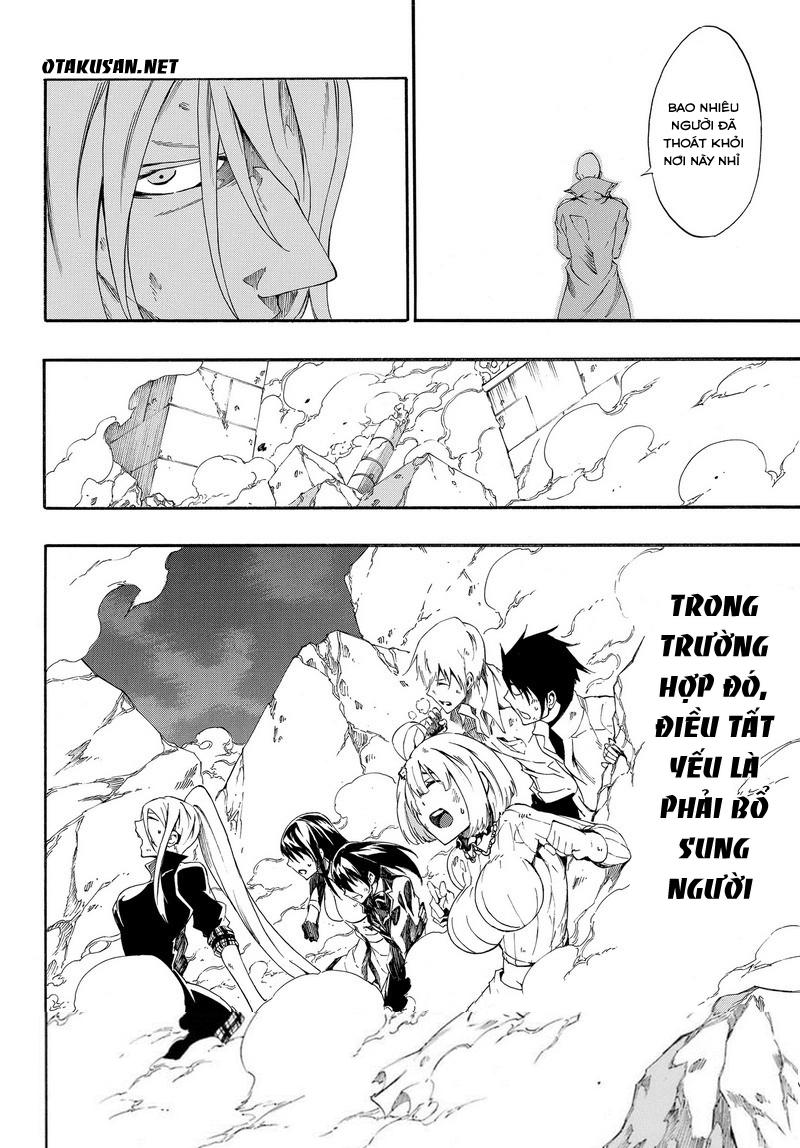 OTAKUSAN.NET
BAO NHIÊU
NGƯỜI ĐÃ
THOÁT KHỎI
NƠI NÀY NHỈ
TRONG
TRƯỜNG
HỢP ĐÓ,
ĐIỀU TẤT
YẾU LÀ
PHẢI BỔ
SUNG
NGƯỜI